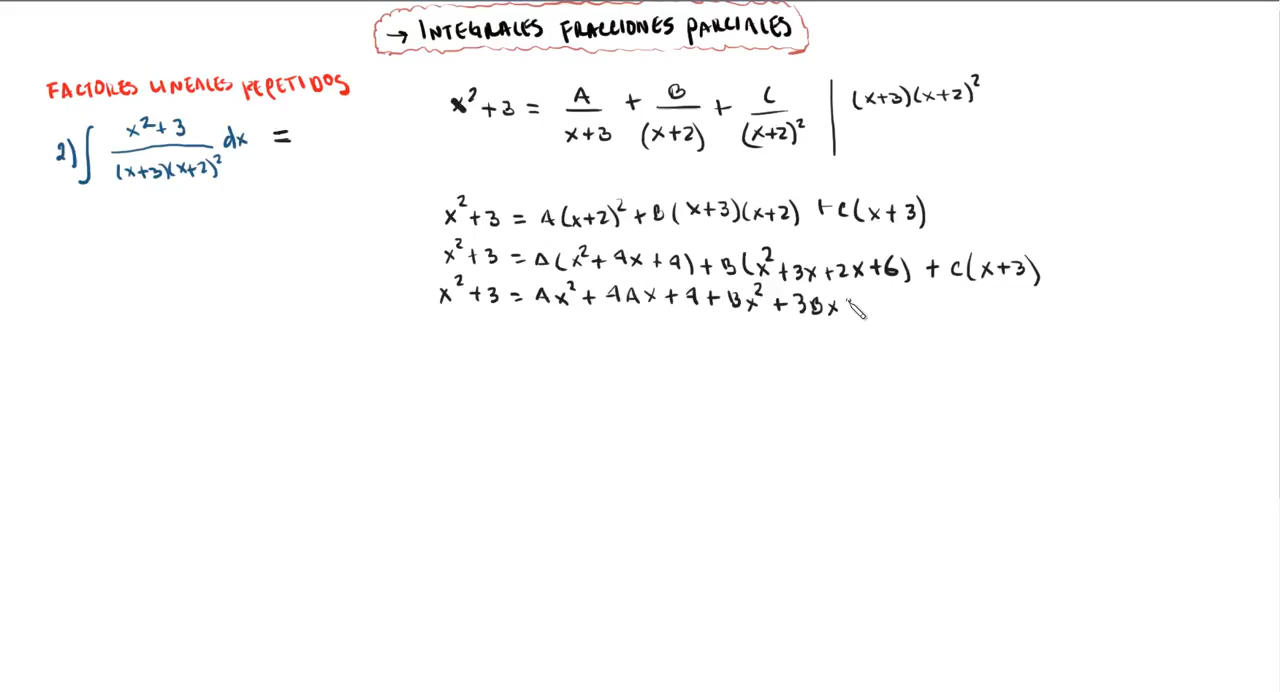 → INTEGRALES FRACCIONES PARCIALES
FACTORES LINEALES REPETIDOS
2) ∫ (x²+3)/((x+3)(x+2)²) dx =
x²+3 = A/(x+3) + B/(x+2) + C/(x+2)² | (x+3)(x+2)²
x²+3 = A(x+2)² + B(x+3)(x+2) + C(x+3)
x²+3 = A(x²+4x+4) + B(x²+3x+2x+6) + C(x+3)
x²+3 = Ax² + 4Ax + 4 + Bx² + 3Bx